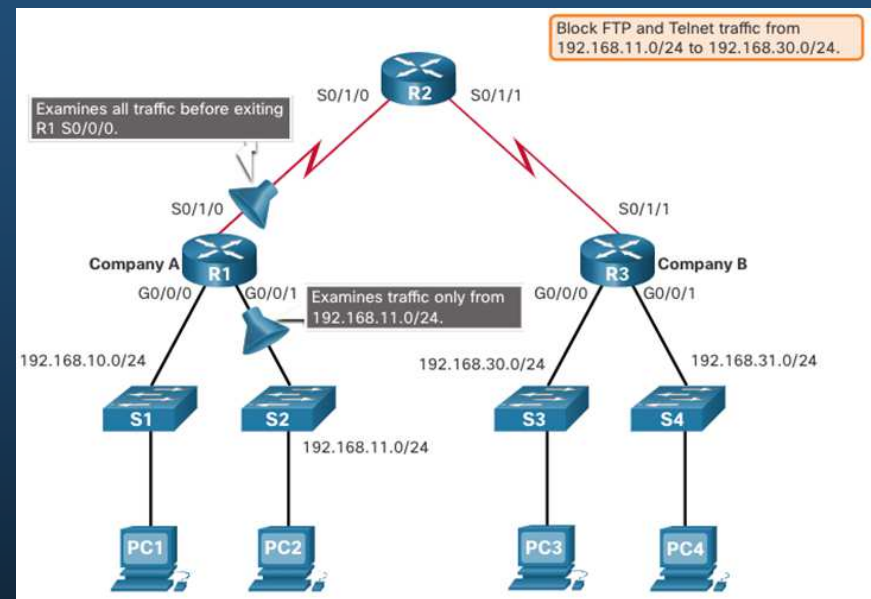 Block FTP and Telnet traffic from
192.168.11.0/24 to 192.168.30.0/24.
R2
S0/1/0
S0/1/1
Examines all traffic before exiting
R1 S0/0/0.
S0/1/0
S0/1/1
Company A
R1
R3
Company B
G0/0/0
G0/0/1
Examines traffic only from
192.168.11.0/24.
G0/0/0
G0/0/1
192.168.10.0/24
192.168.30.0/24
192.168.31.0/24
S1
S2
S3
S4
192.168.11.0/24
PC1
PC2
PC3
PC4